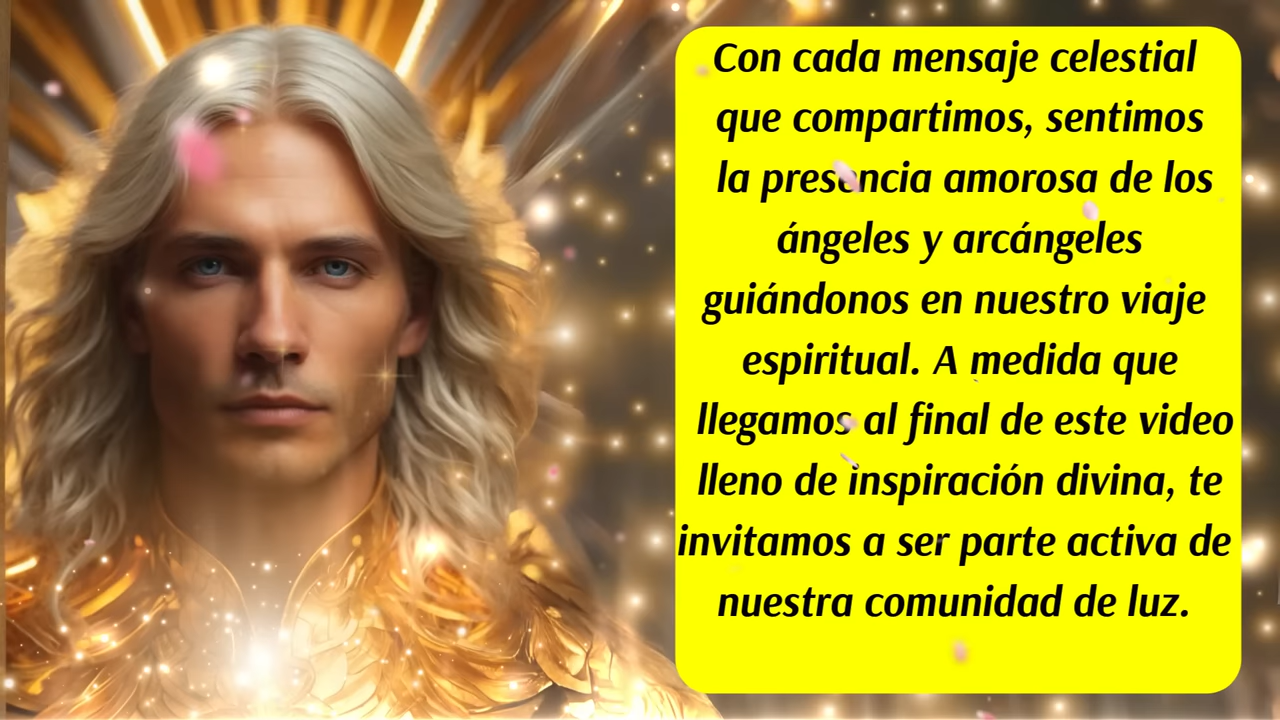 Con cada mensaje celestial
que compartimos, sentimos
la presencia amorosa de los
ángeles y arcángeles
guiándonos en nuestro viaje
espiritual. A medida que
llegamos al final de este video
lleno de inspiración divina, te
invitamos a ser parte activa de
nuestra comunidad de luz.